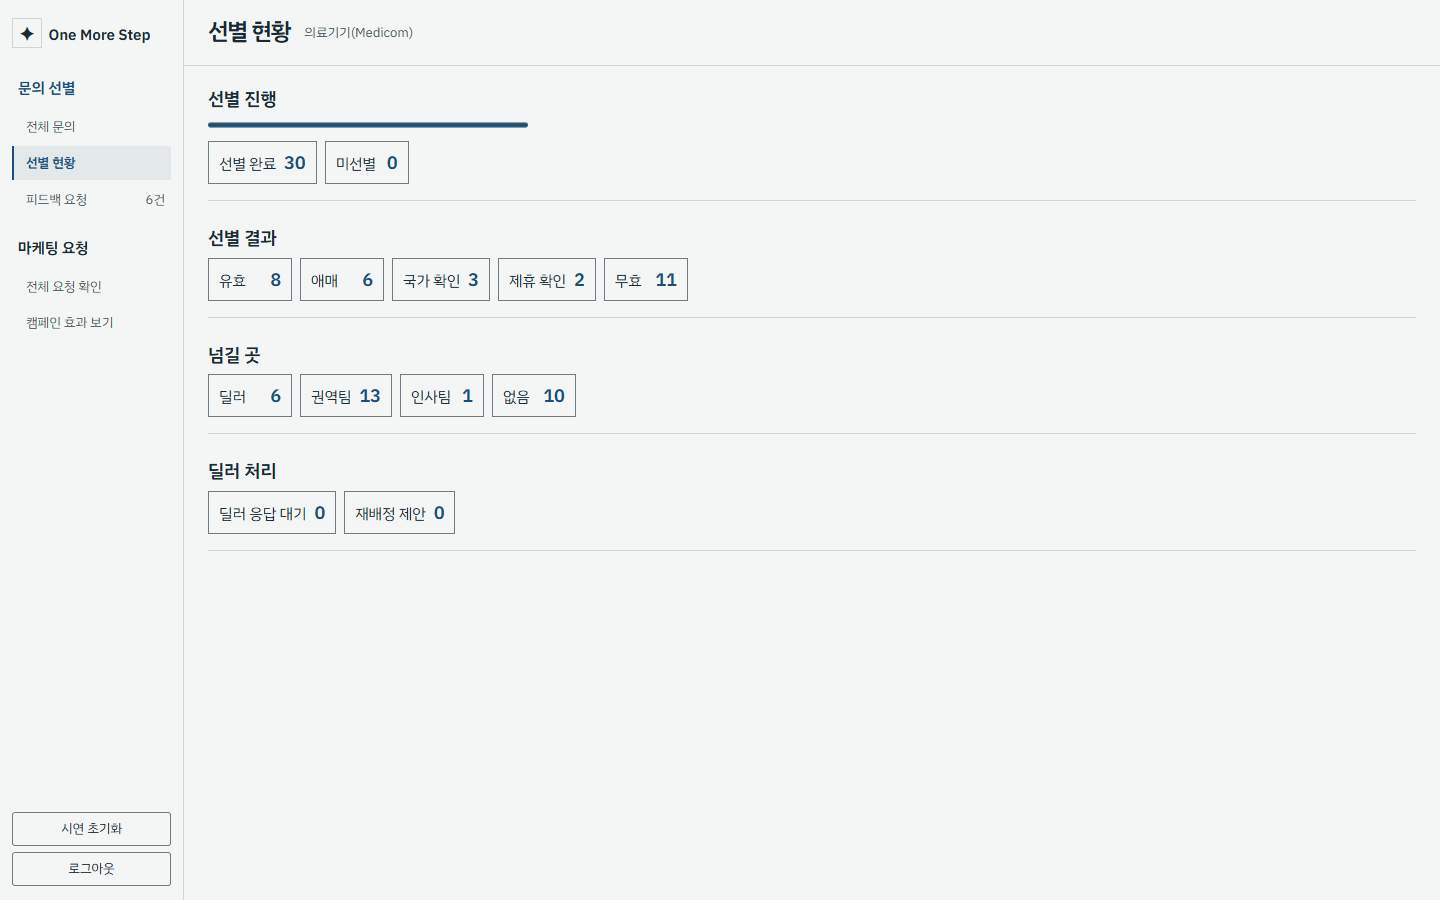 One More Step
문의 선별
전체 문의
선별 현황
피드백 요청 6건
마케팅 요청
전체 요청 확인
캠페인 효과 보기
시연 초기화
로그아웃
선별 현황 의료기기(Medicom)
선별 진행
선별 완료 30 미선별 0
선별 결과
유효 8 애매 6 국가 확인 3 제휴 확인 2 무효 11
넘길 곳
딜러 6 권역팀 13 인사팀 1 없음 10
딜러 처리
딜러 응답 대기 0 재배정 제안 0